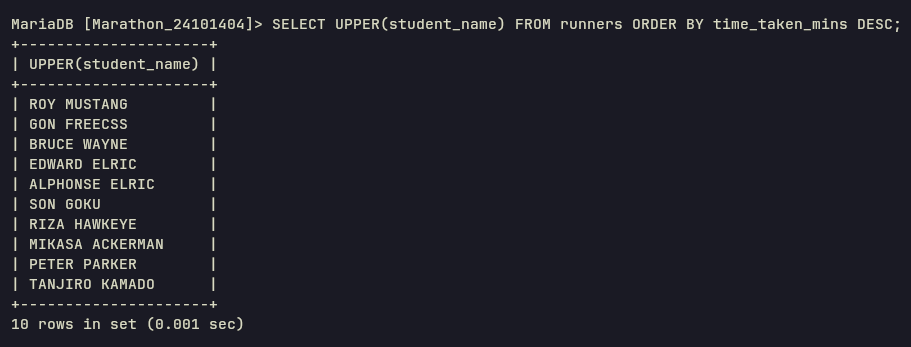 MariaDB [Marathon_24101404]> SELECT UPPER(student_name) FROM runners ORDER BY time_taken_mins DESC;
+---------------------+
| UPPER(student_name) |
+---------------------+
| ROY MUSTANG         |
| GON FREECSS         |
| BRUCE WAYNE         |
| EDWARD ELRIC        |
| ALPHONSE ELRIC      |
| SON GOKU            |
| RIZA HAWKEYE        |
| MIKASA ACKERMAN     |
| PETER PARKER        |
| TANJIRO KAMADO      |
+---------------------+
10 rows in set (0.001 sec)